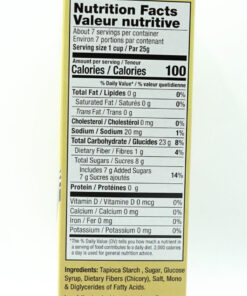 Nutrition Facts
Valeur nutritive
About 7 servings per container
Environ 7 portions par contenant
Serving size 1 cup / Par 25g
Amount per serving / Teneur
Calories / Calories 100
% Daily Value* / % valeur quotidienne
Total Fat / Lipides 0 g 0%
Saturated Fat / Saturés 0 g 0%
Trans Fat / Trans 0 g
Cholesterol / Cholestérol 0 mg 0%
Sodium / Sodium 20 mg 1%
Total Carbohydrate / Glucides 23 g 8%
Dietary Fiber / Fibres 1 g 4%
Total Sugars / Sucres 8 g
Includes 7 g Added Sugars
7 g Sucres ajoutés 14%
Protein / Protéins 0 g
Vitamin D / Vitamins D 0 mcg 0%
Calcium / Calcium 0 mg 0%
Iron / Fer 0 mg 0%
Potassium / Potassium 0 mg 0%
*The % Daily Value (DV) tells you how much a nutrient in
a serving of food contributes to a daily diet. 2,000 calories
a day is used for general nutrition advice.
Ingredients: Tapioca Starch, Sugar, Glucose
Syrup, Dietary Fibers (Chicory), Salt, Mono
& Diglycerides of Fatty Acids.